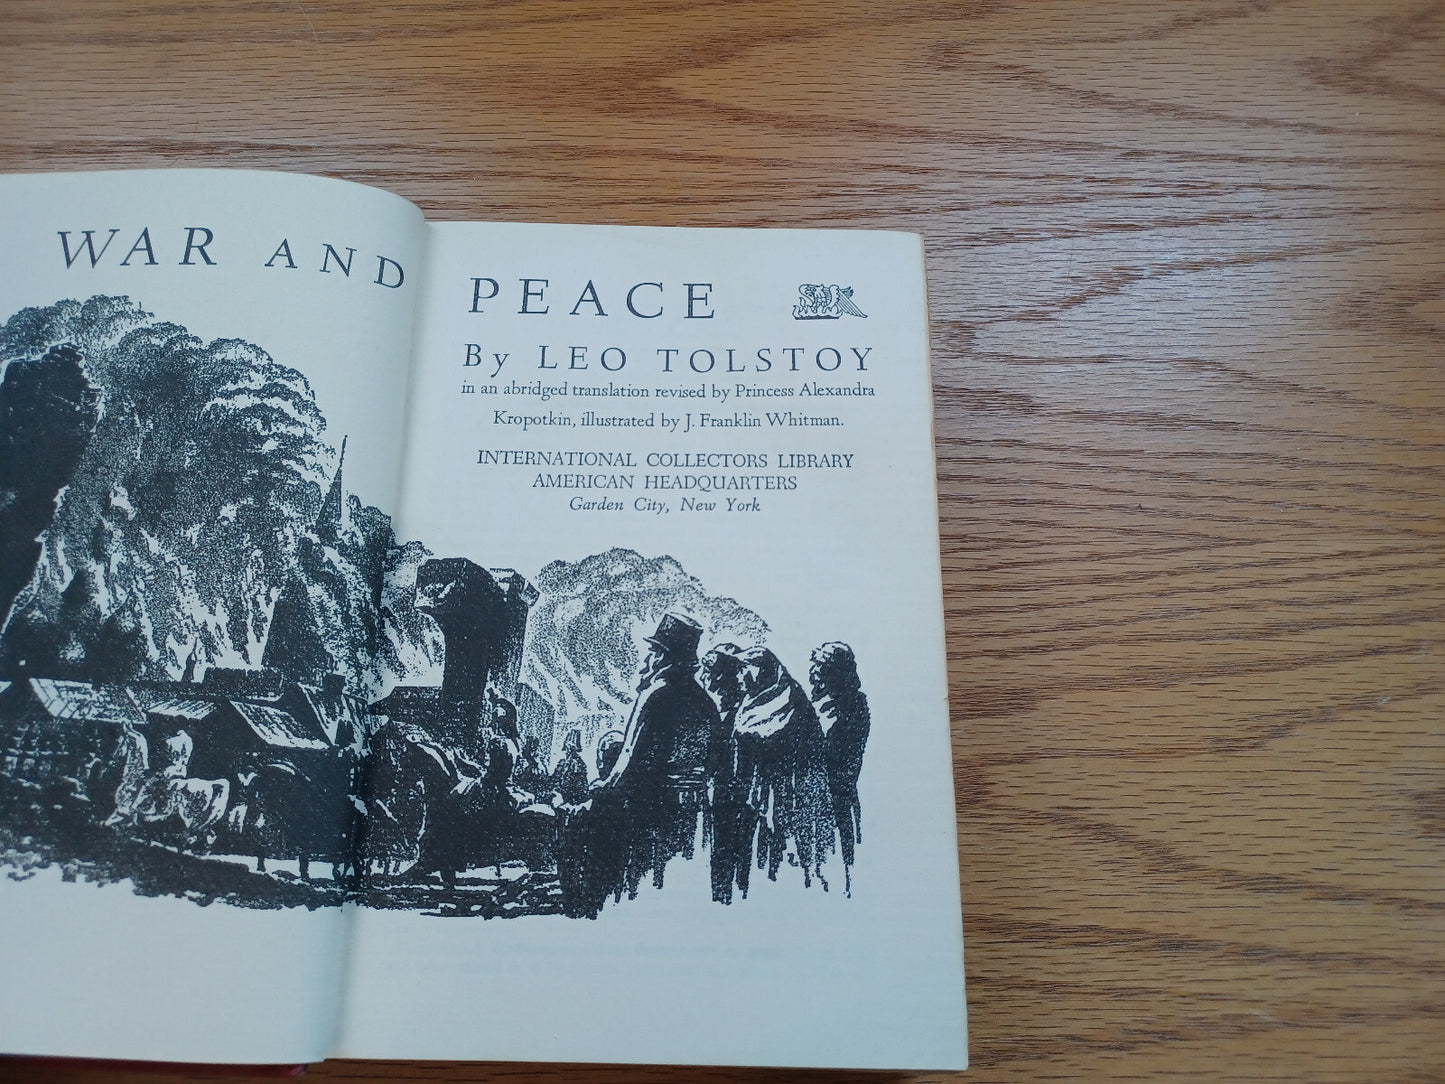 WAR AND PEACE
By LEO TOLSTOY
in an abridged translation revised by Princess Alexandra
Kropotkin, illustrated by J. Franklin Whitman.
INTERNATIONAL COLLECTORS LIBRARY
AMERICAN HEADQUARTERS
Garden City, New York